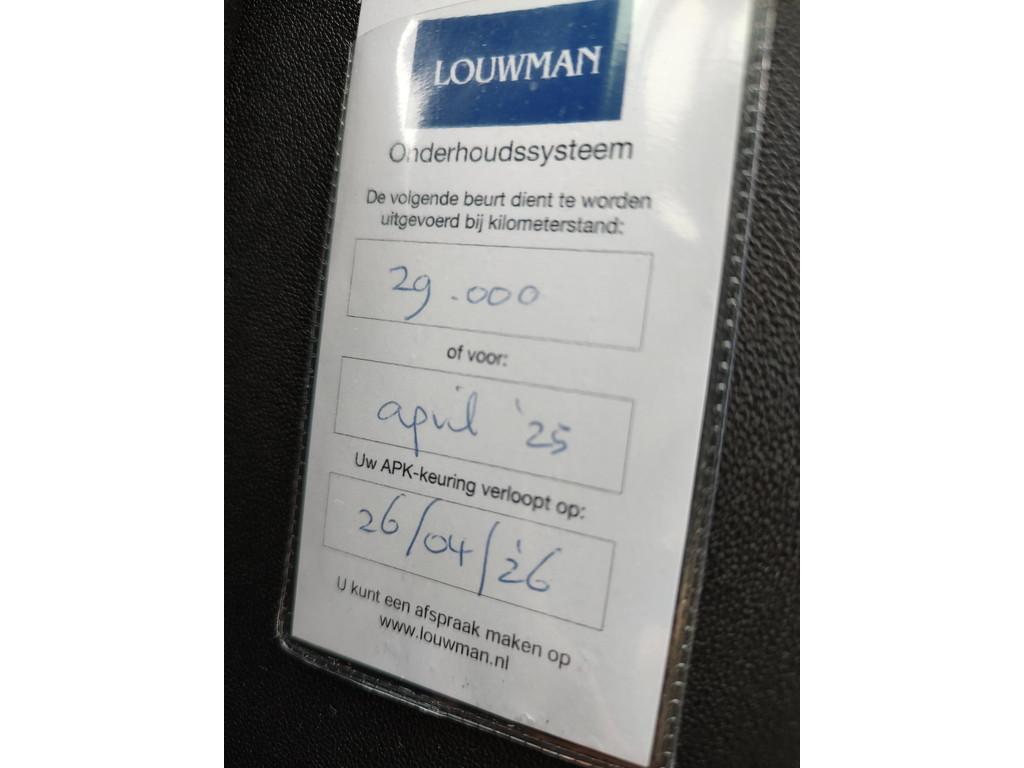 LOUWMAN
Onderhoudssysteem
De volgende beurt dient te worden
uitgevoerd bij kilometerstand:
29.000
of voor:
april '25
Uw APK-keuring verloopt op:
26/04/'26
U kunt een afspraak maken op
www.louwman.nl